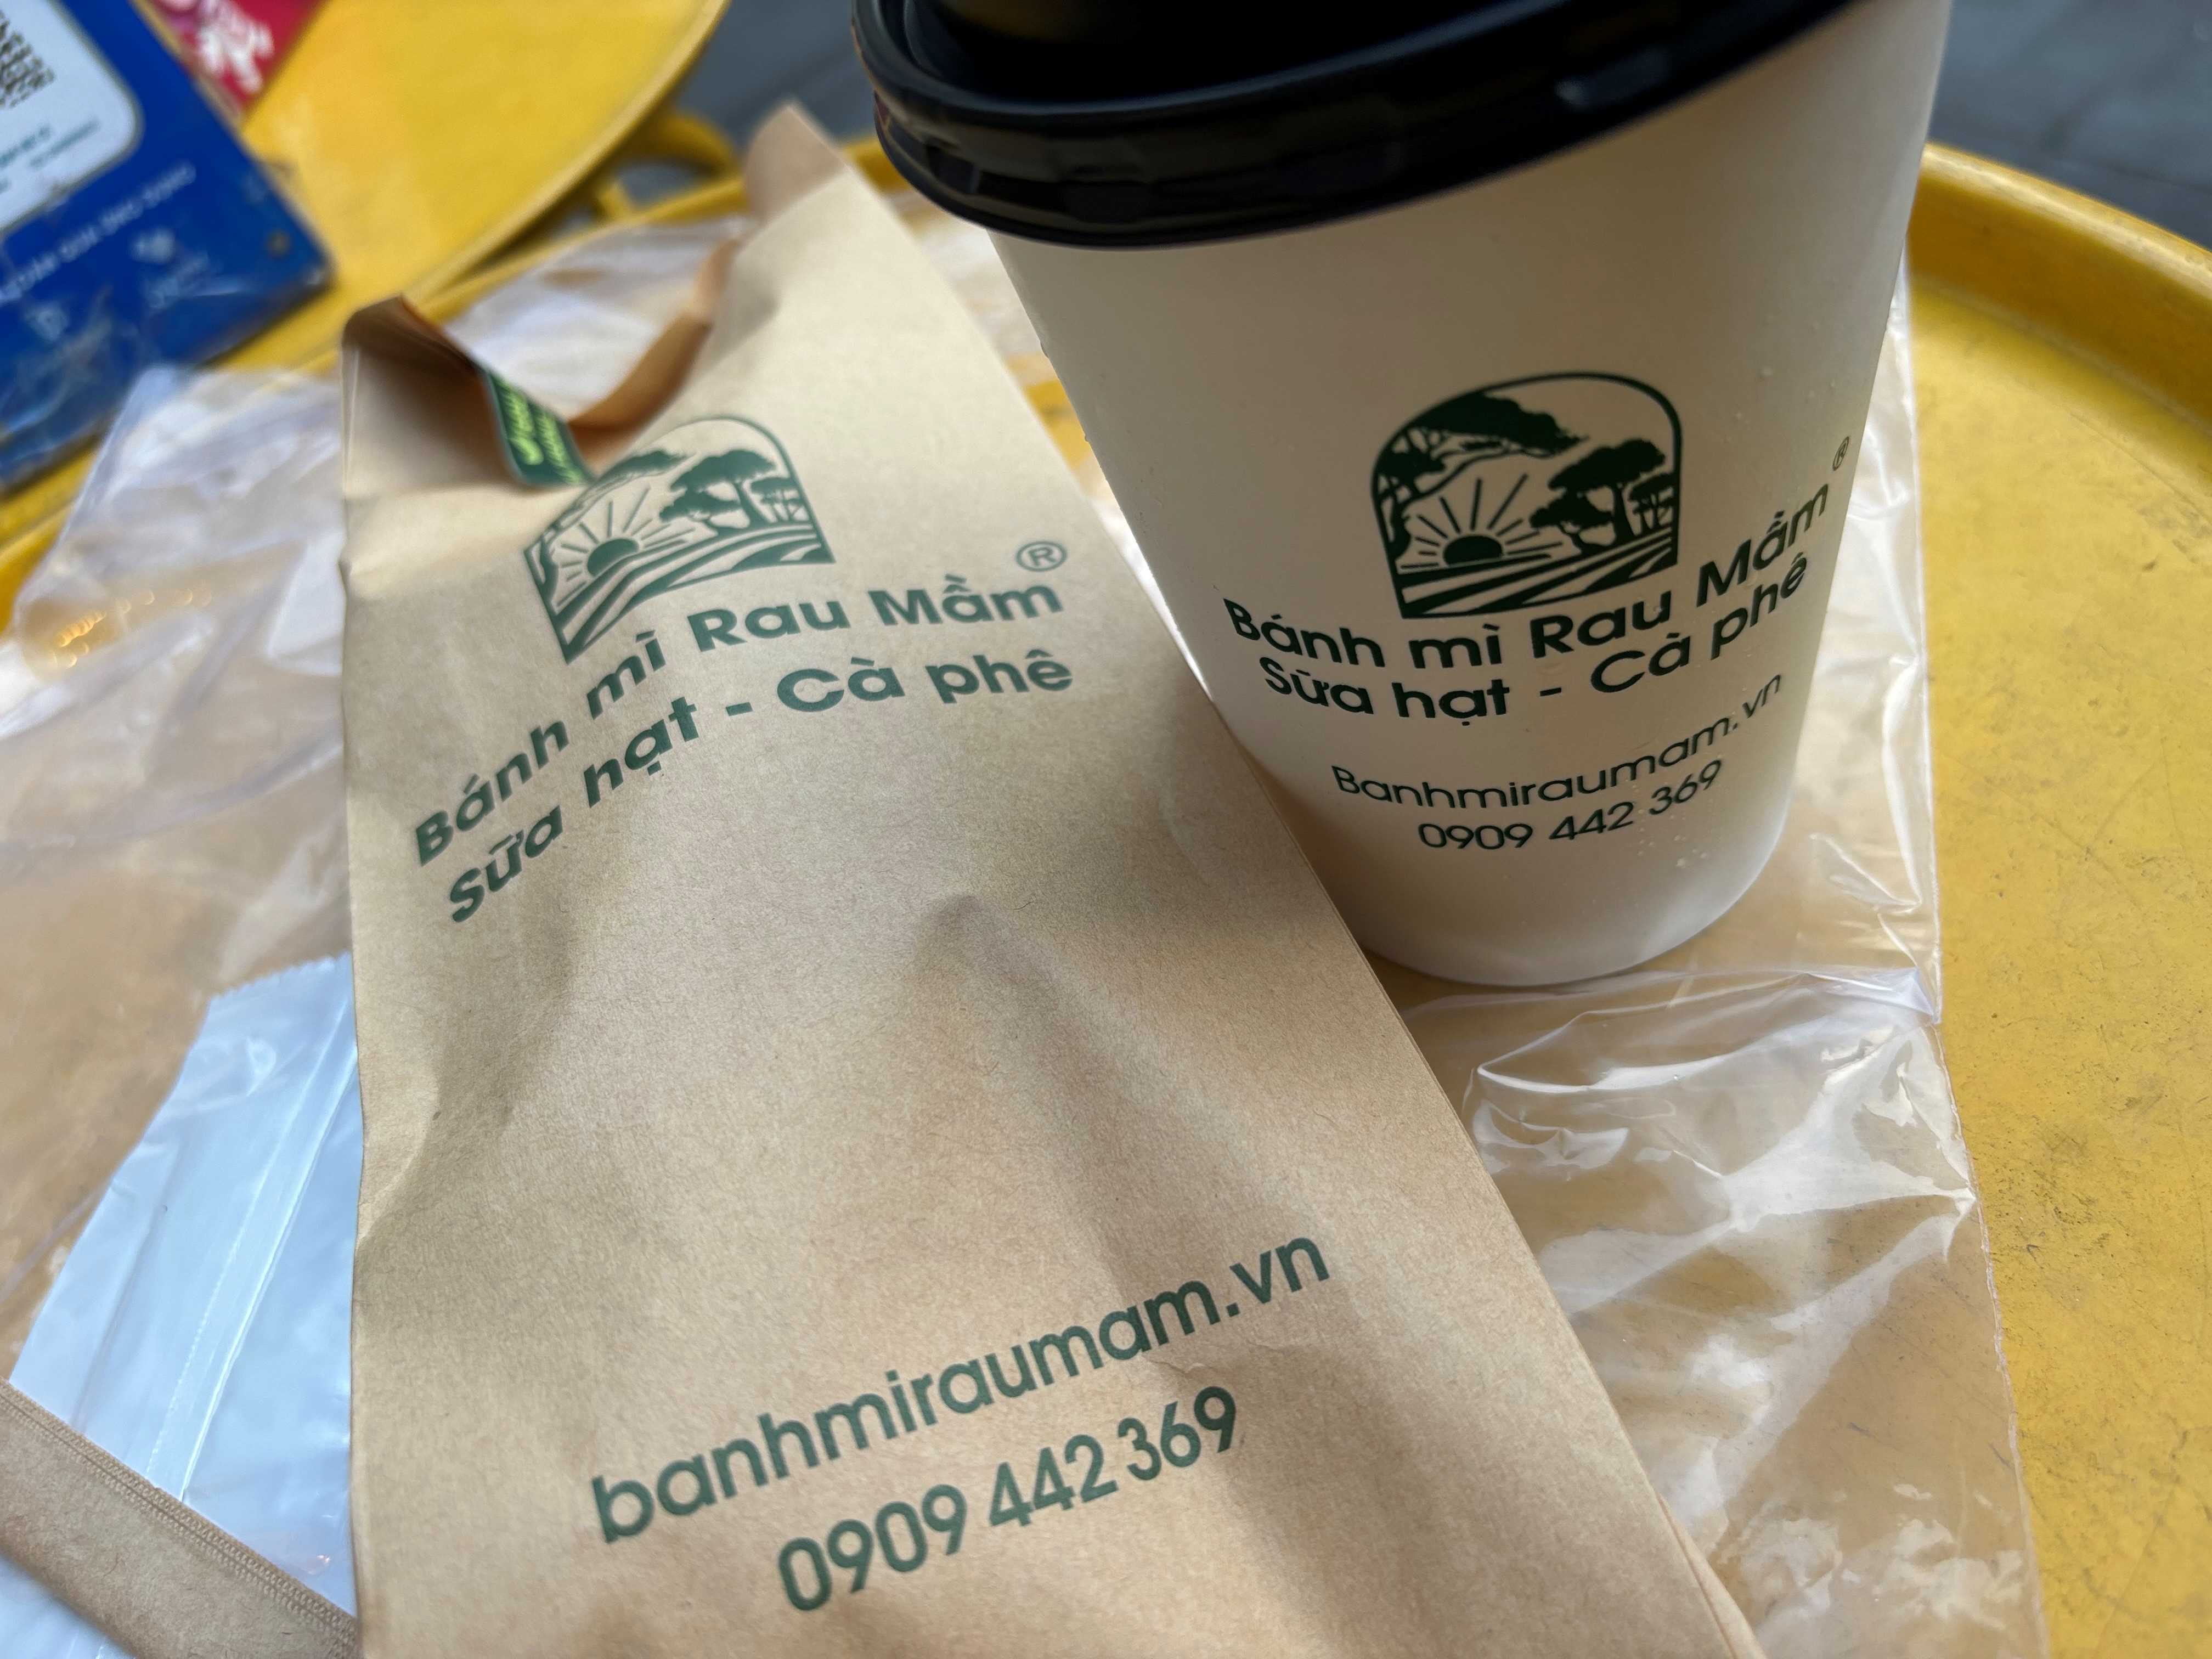 Bánh mì Rau Mầm®
Sữa hạt - Cà phê
banhmiraumam.vn
0909 442 369
Bánh mì Rau Mầm®
Sữa hạt - Cà phê
Banhmiraumam.vn
0909 442 369